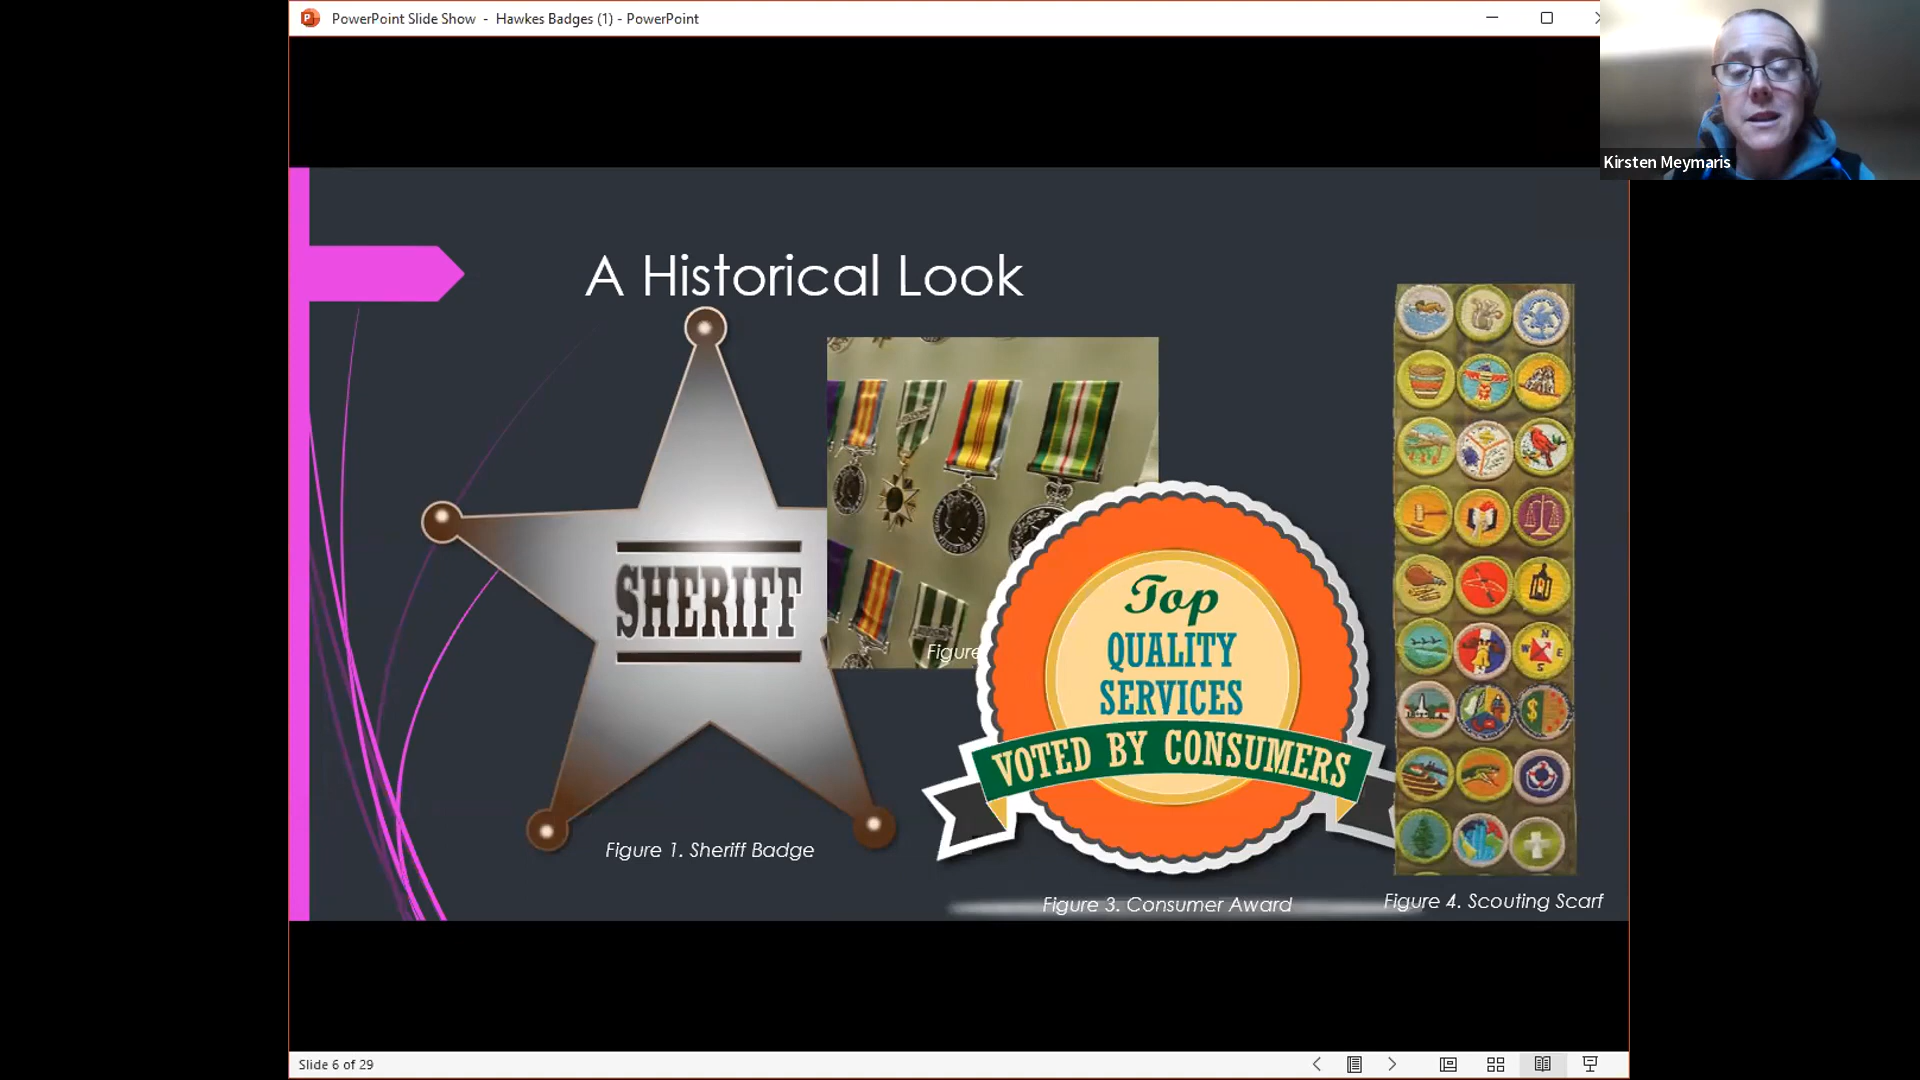 PowerPoint Slide Show - Hawkes Badges (1) - PowerPoint
Kirsten Meymaris
A Historical Look
SHERIFF
Figure
Top
QUALITY
SERVICES
VOTED BY CONSUMERS
N
E
S
$
Figure 1. Sheriff Badge
Figure 3. Consumer Award
Figure 4. Scouting Scarf
Slide 6 of 29